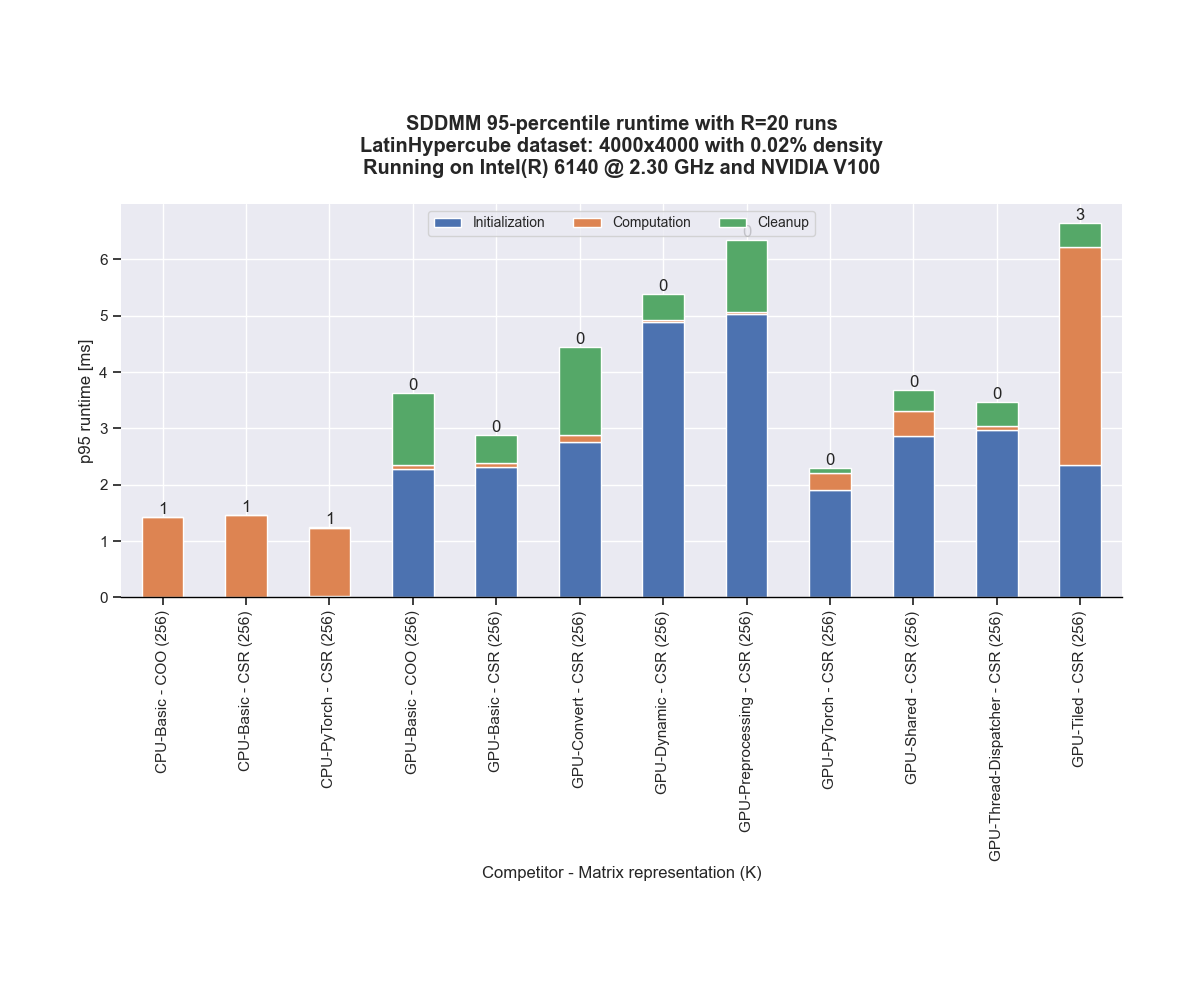 SDDMM 95-percentile runtime with R=20 runs
LatinHypercube dataset: 4000x4000 with 0.02% density
Running on Intel(R) 6140 @ 2.30 GHz and NVIDIA V100
Initialization Computation Cleanup
p95 runtime [ms]
6
5
4
3
2
1
0
1
1
1
0
0
0
0
0
0
0
0
3
CPU-Basic - COO (256)
CPU-Basic - CSR (256)
CPU-PyTorch - CSR (256)
GPU-Basic - COO (256)
GPU-Basic - CSR (256)
GPU-Convert - CSR (256)
GPU-Dynamic - CSR (256)
GPU-Preprocessing - CSR (256)
GPU-PyTorch - CSR (256)
GPU-Shared - CSR (256)
GPU-Thread-Dispatcher - CSR (256)
GPU-Tiled - CSR (256)
Competitor - Matrix representation (K)